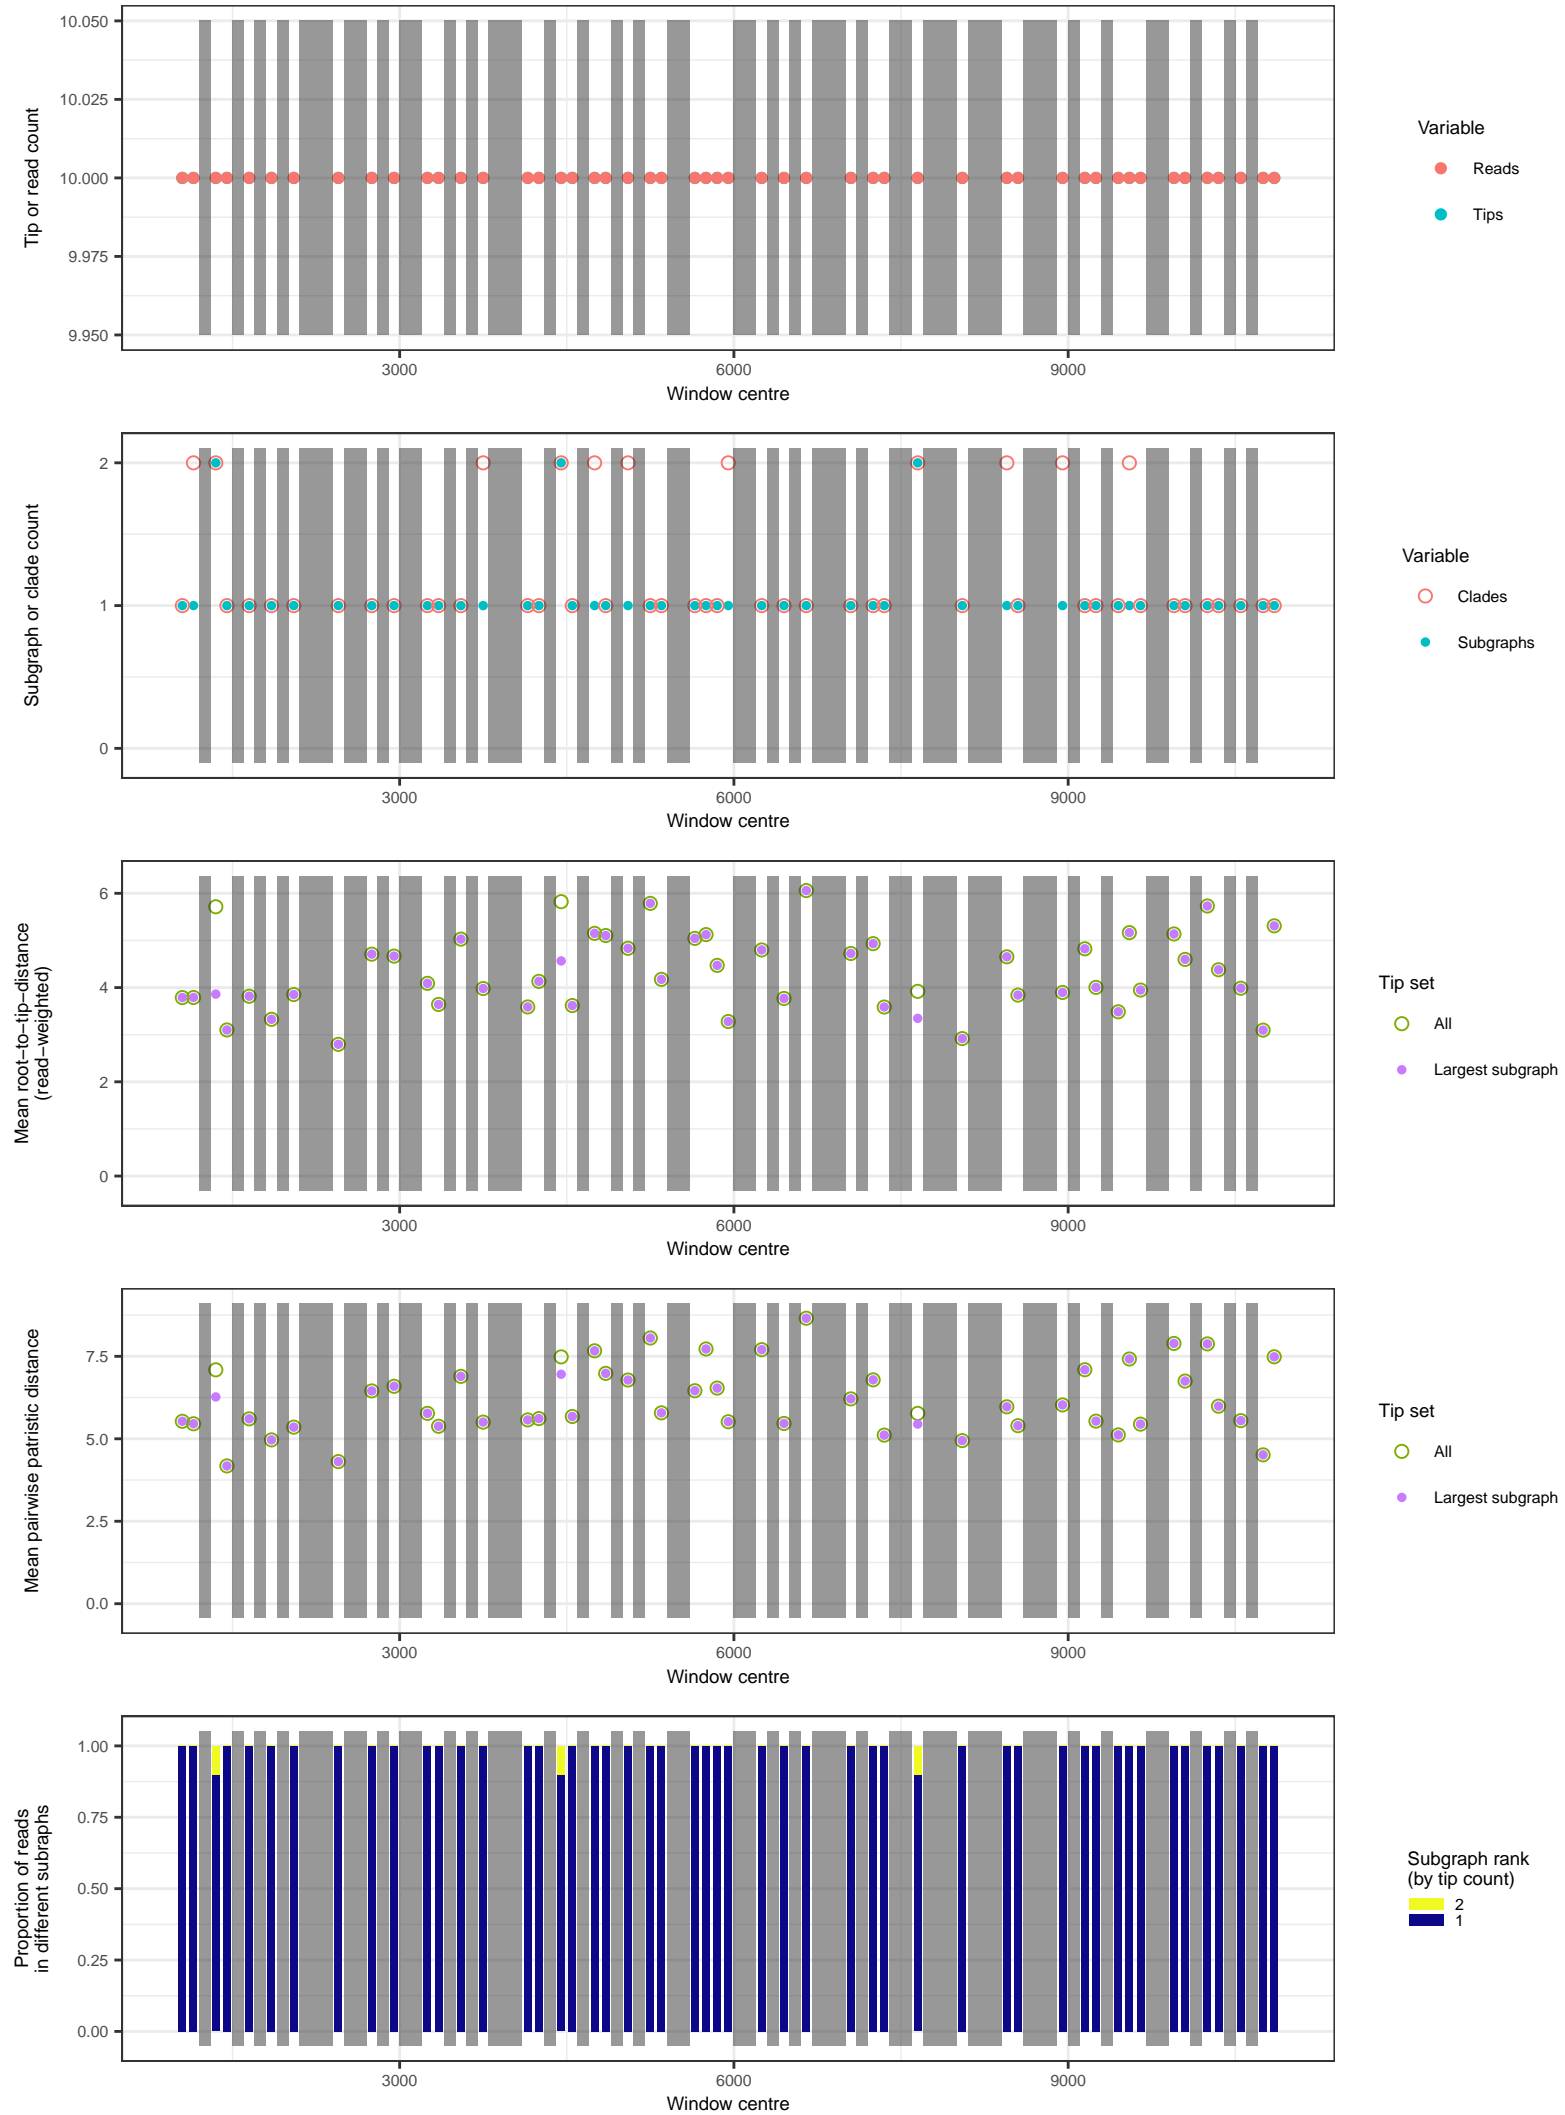 10.050
10.025
10.000
9.975
9.950
Tip or read count
3000
6000
9000
Window centre
Variable
Reads
Tips
2
1
0
Subgraph or clade count
3000
6000
9000
Window centre
Variable
Clades
Subgraphs
6
4
2
0
Mean root−to−tip−distance
(read−weighted)
3000
6000
9000
Window centre
Tip set
All
Largest subgraph
7.5
5.0
2.5
0.0
Mean pairwise patristic distance
3000
6000
9000
Window centre
Tip set
All
Largest subgraph
1.00
0.75
0.50
0.25
0.00
Proportion of reads
in different subraphs
3000
6000
9000
Window centre
Subgraph rank
(by tip count)
2
1